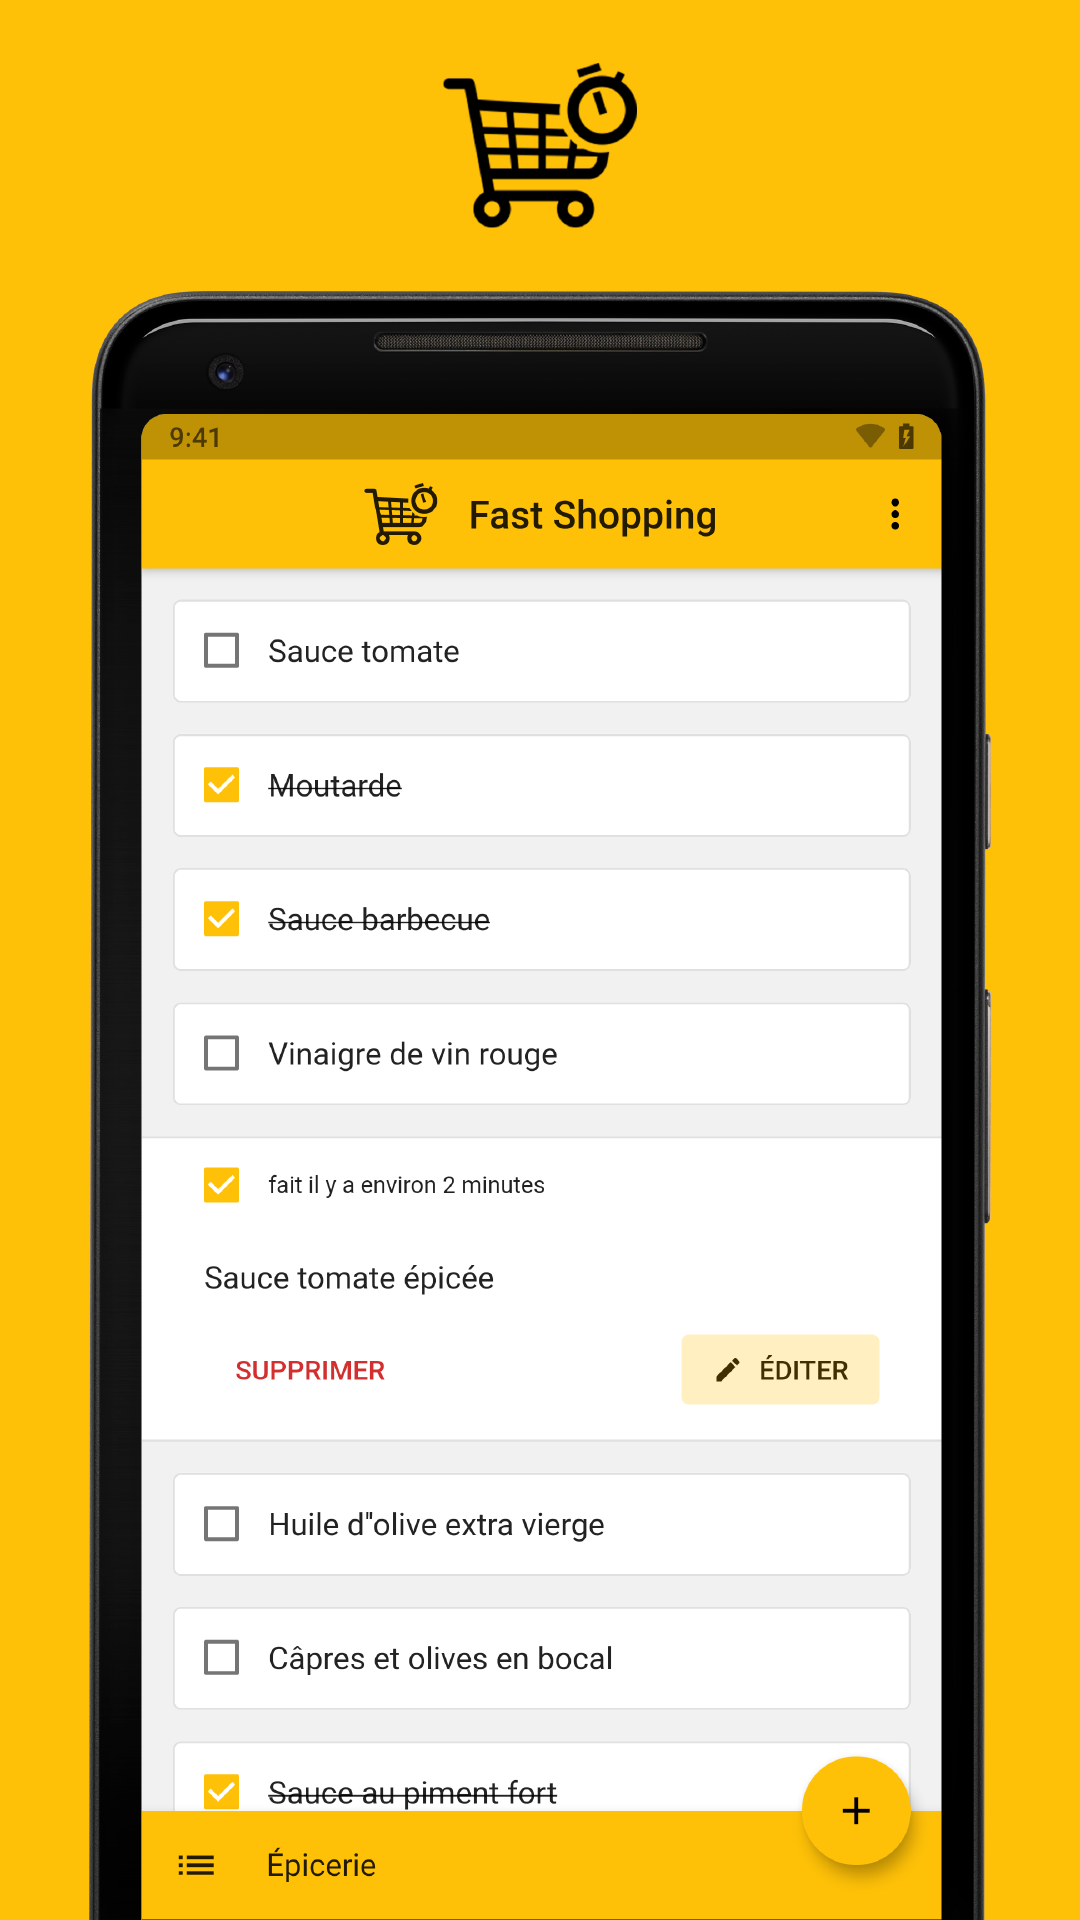 9:41
Fast Shopping
Sauce tomate
Moutarde
Sauce barbecue
Vinaigre de vin rouge
fait il y a environ 2 minutes
Sauce tomate épicée
SUPPRIMER
ÉDITER
Huile d"olive extra vierge
Câpres et olives en bocal
Sauce au piment fort
Épicerie